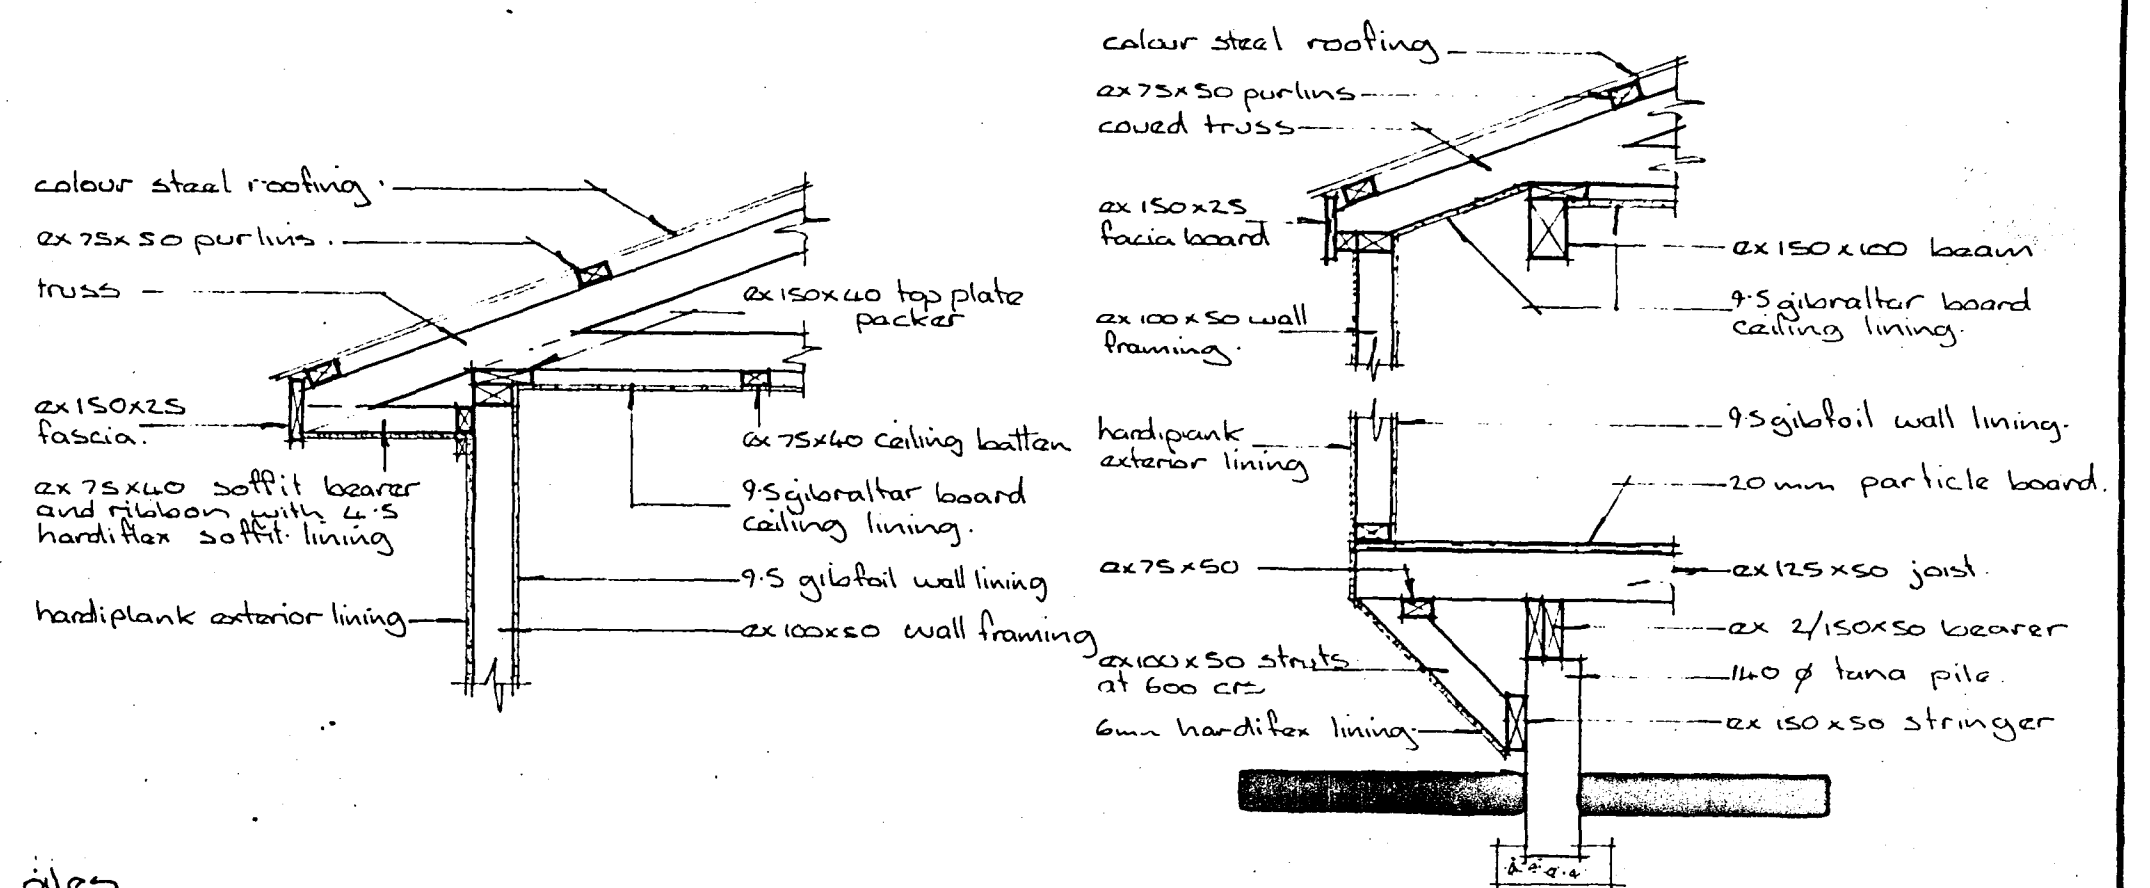 colour steel roofing
ex 75x50 purlins
truss
ex 150x25
fascia.
ex 75x40 soffit bearer
and ribbon with 4.5
hardiflex soffit lining
hardiplank exterior lining
ex 150x40 top plate
packer
ex 75x40 ceiling batten
9.5 gibraltar board
ceiling lining.
9.5 gibfoil wall lining
ex 100x50 wall framing
colour steel roofing
ex 75x50 purlins
coved truss
ex 150x25
facia board
ex 100x50 wall
framing.
hardiplank
exterior lining
ex 75x50
ex 100x50 struts
at 600 crs
6mm hardifex lining
ex 150x100 beam
9.5 gibraltar board
ceiling lining.
9.5 gibfoil wall lining.
20mm particle board.
ex 125x50 joist.
ex 2/150x50 bearer
140 ø tana pile
ex 150x50 stringer
piles